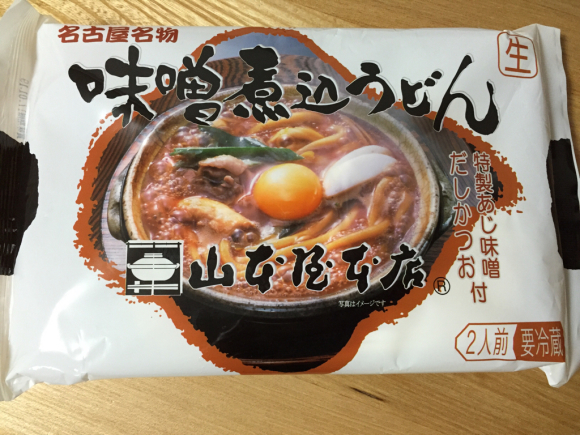 名古屋名物
生
味噌煮込うどん
特製あじ味噌付
だしかつお
山本屋本店®
写真はイメージです
2人前 要冷蔵